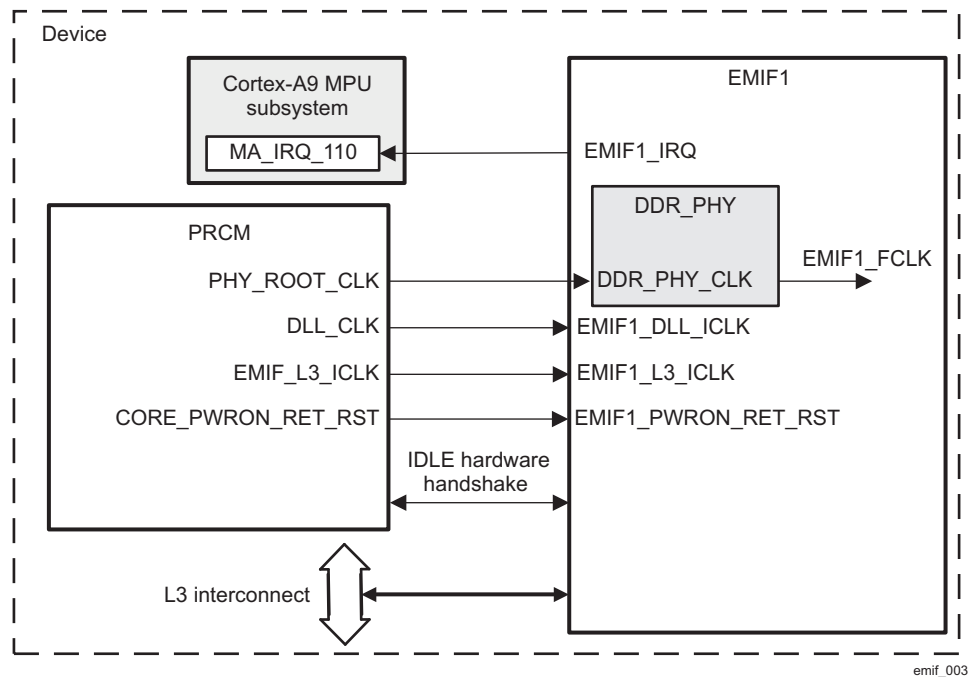 Device
Cortex-A9 MPU
subsystem
MA_IRQ_110
EMIF1
EMIF1_IRQ
DDR_PHY
PRCM
EMIF1_FCLK
PHY_ROOT_CLK
DDR_PHY_CLK
DLL_CLK
EMIF1_DLL_ICLK
EMIF_L3_ICLK
EMIF1_L3_ICLK
CORE_PWRON_RET_RST
EMIF1_PWRON_RET_RST
IDLE hardware
handshake
L3 interconnect
emif_003